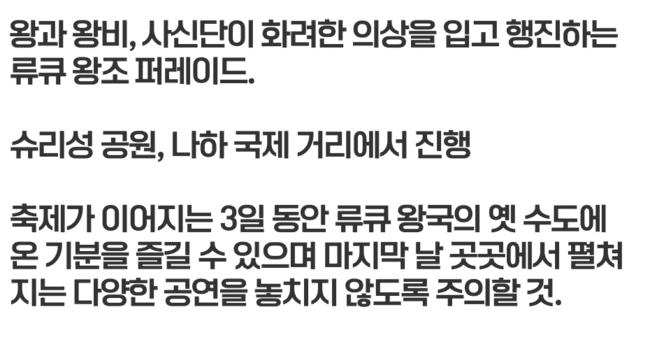 왕과 왕비, 사신단이 화려한 의상을 입고 행진하는
류큐 왕조 퍼레이드.
슈리성 공원, 나하 국제 거리에서 진행
축제가 이어지는 3일 동안 류큐 왕국의 옛 수도에
온 기분을 즐길 수 있으며 마지막 날 곳곳에서 펼쳐
지는 다양한 공연을 놓치지 않도록 주의할 것.